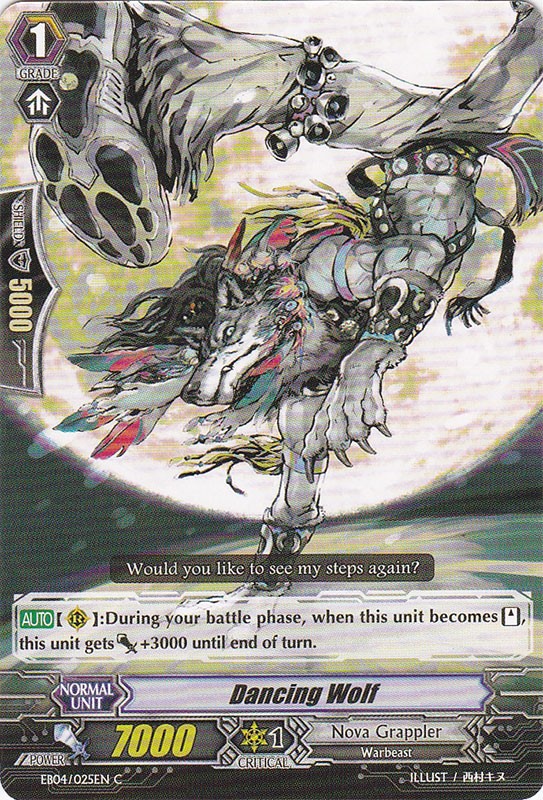 1
GRADE
SHIELD
5000
Would you like to see my steps again?
AUTO【 R 】:During your battle phase, when this unit becomes ,
this unit gets +3000 until end of turn.
NORMAL
UNIT
Dancing Wolf
POWER
7000
1
CRITICAL
Nova Grappler
Warbeast
EB04/025EN C
ILLUST / 西村キヌ